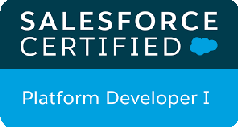 SALESFORCE
CERTIFIED
Platform Developer I